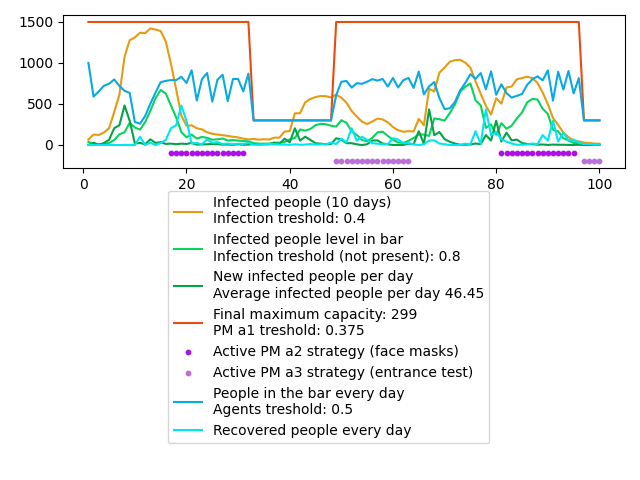 1500
1000
500
0
0 20 40 60 80 100
Infected people (10 days)
Infection treshold: 0.4
Infected people level in bar
Infection treshold (not present): 0.8
New infected people per day
Average infected people per day 46.45
Final maximum capacity: 299
PM a1 treshold: 0.375
Active PM a2 strategy (face masks)
Active PM a3 strategy (entrance test)
People in the bar every day
Agents treshold: 0.5
Recovered people every day